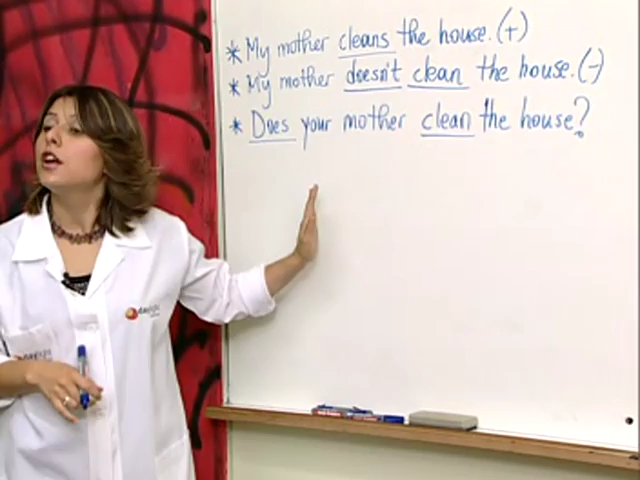 * My mother cleans the house. (+)
* My mother doesn't clean the house. (-)
* Does your mother clean the house?